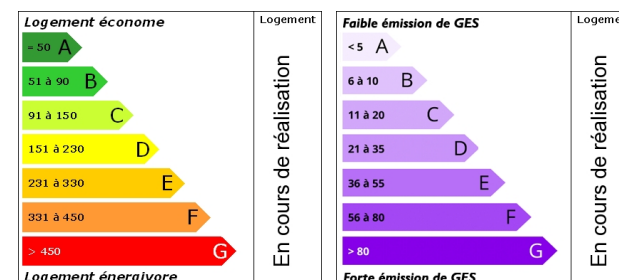 Logement économe
Logement
= 50 A
51 à 90 B
91 à 150 C
151 à 230 D
231 à 330 E
331 à 450 F
> 450 G
En cours de réalisation
Logement énergivore
Faible émission de GES
Logeme
< 5 A
6 à 10 B
11 à 20 C
21 à 35 D
36 à 55 E
56 à 80 F
> 80 G
En cours de réalisation
Forte émission de GES